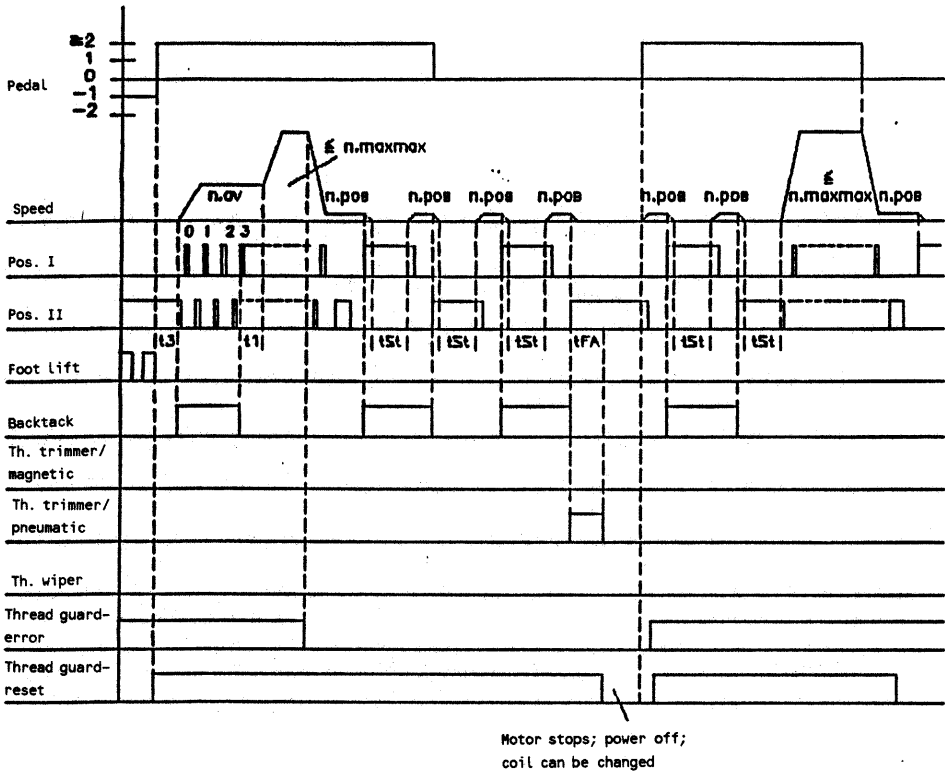 ≧2
1
0
-1
-2
Pedal
≦ n.maxmax
n.av
n.pos
n.pos
n.pos
n.pos
n.pos
n.pos
≦
n.maxmax
n.pos
Speed
0 1 2 3
Pos. I
Pos. II
t3
t1
tSt
tSt
tSt
tFA
tSt
tSt
Foot lift
Backtack
Th. trimmer/
magnetic
Th. trimmer/
pneumatic
Th. wiper
Thread guard-
error
Thread guard-
reset
Motor stops; power off;
coil can be changed